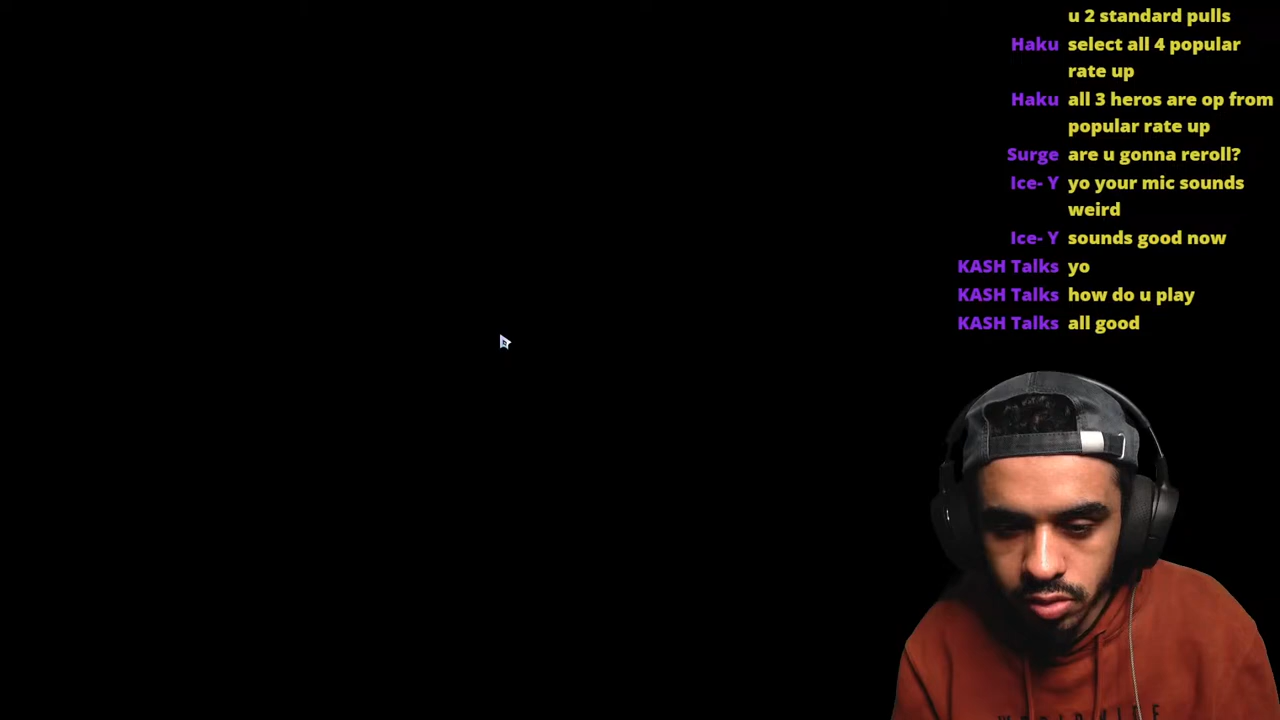 u 2 standard pulls
Haku select all 4 popular
rate up
Haku all 3 heros are op from
popular rate up
Surge are u gonna reroll?
Ice- Y yo your mic sounds
weird
Ice- Y sounds good now
KASH Talks yo
KASH Talks how do u play
KASH Talks all good